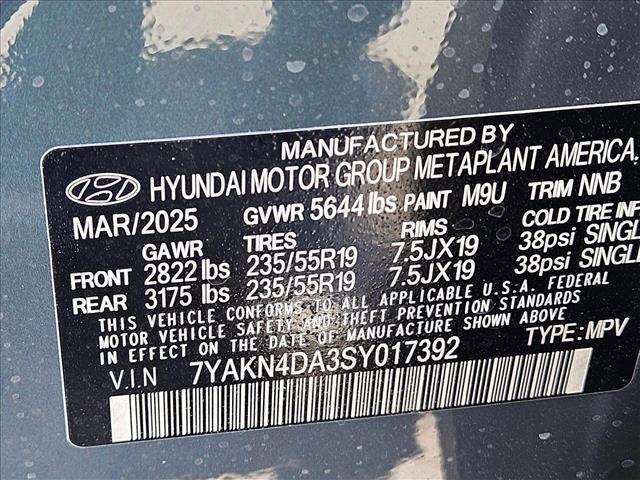 MANUFACTURED BY
HYUNDAI MOTOR GROUP METAPLANT AMERICA,
MAR/2025 GVWR 5644 lbs PAINT M9U TRIM NNB
GAWR TIRES RIMS COLD TIRE INF
FRONT 2822 lbs 235/55R19 7.5JX19 38psi SINGL
REAR 3175 lbs 235/55R19 7.5JX19 38psi SINGLE
THIS VEHICLE CONFORMS TO ALL APPLICABLE U.S.A. FEDERAL
MOTOR VEHICLE SAFETY AND THEFT PREVENTION STANDARDS
IN EFFECT ON THE DATE OF MANUFACTURE SHOWN ABOVE.
V.I.N 7YAKN4DA3SY017392 TYPE:MPV